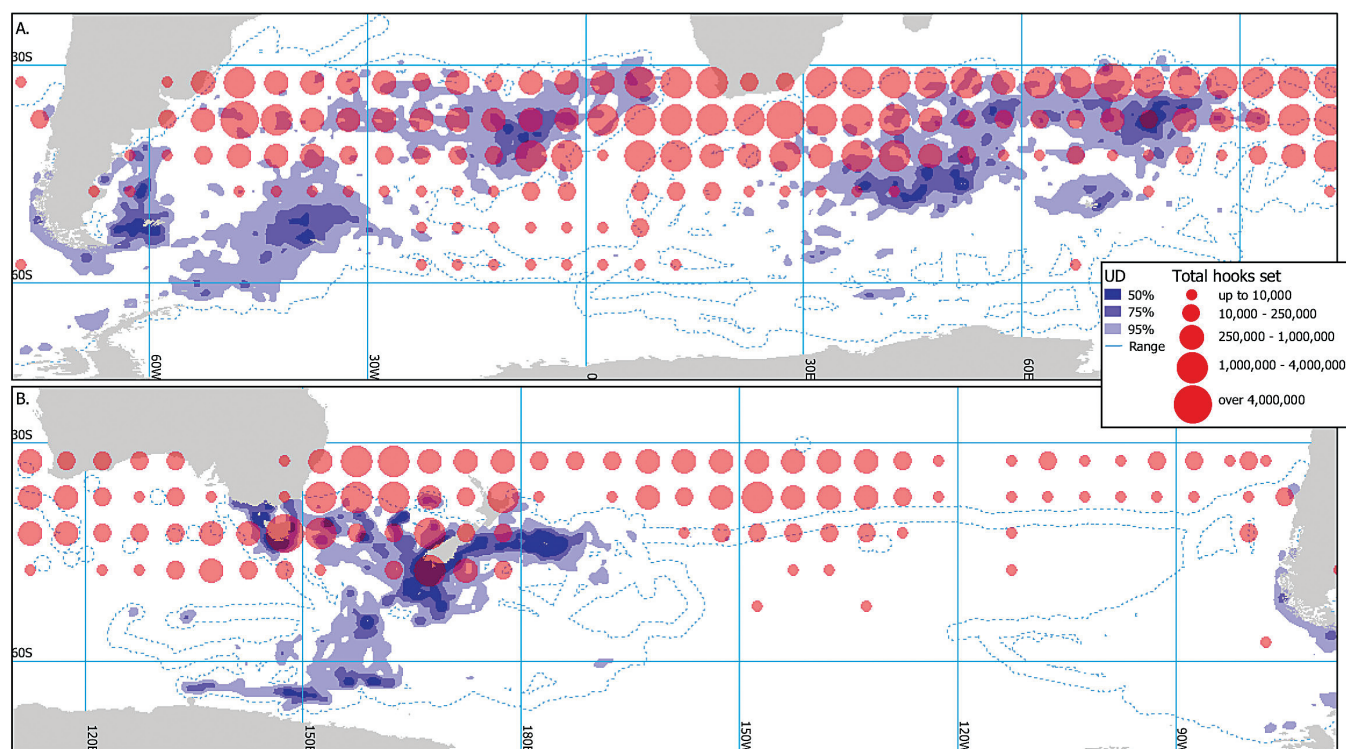 A.
30S
60S
60W
30W
0
30E
60E
UD
50%
75%
95%
Range
Total hooks set
up to 10,000
10,000 - 250,000
250,000 - 1,000,000
1,000,000 - 4,000,000
over 4,000,000
B.
30S
60S
120E
150E
180E
150W
120W
90W